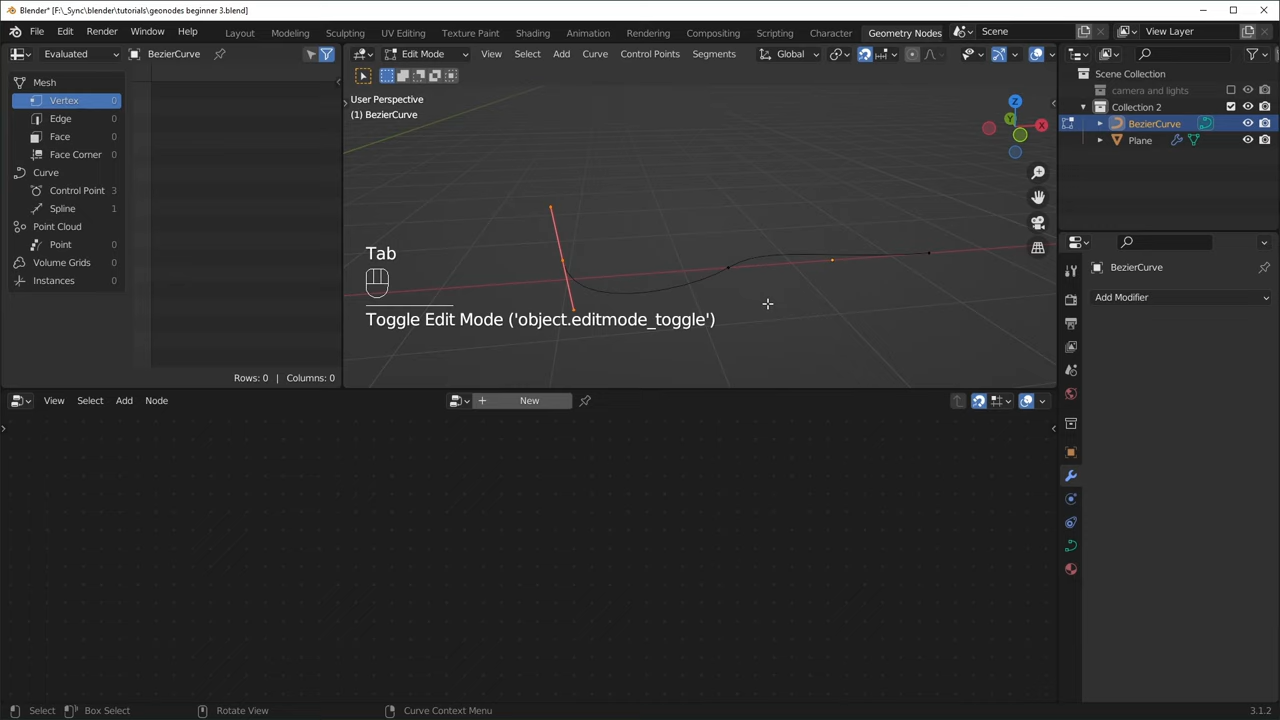 Blender* [F:\_Sync\blender\tutorials\geonodes beginner 3.blend]
File Edit Render Window Help Layout Modeling Sculpting UV Editing Texture Paint Shading Animation Rendering Compositing Scripting Character Geometry Nodes Scene View Layer
Evaluated BezierCurve
Edit Mode View Select Add Curve Control Points Segments Global
Mesh
Vertex 0
Edge 0
Face 0
Face Corner 0
Curve
Control Point 3
Spline 1
Point Cloud
Point 0
Volume Grids 0
Instances 0
Rows: 0 | Columns: 0
User Perspective
(1) BezierCurve
Z
Y
X
Tab
Toggle Edit Mode ('object.editmode_toggle')
Scene Collection
camera and lights
Collection 2
BezierCurve
Plane
BezierCurve
Add Modifier
View Select Add Node New
Select Box Select Rotate View Curve Context Menu 3.1.2